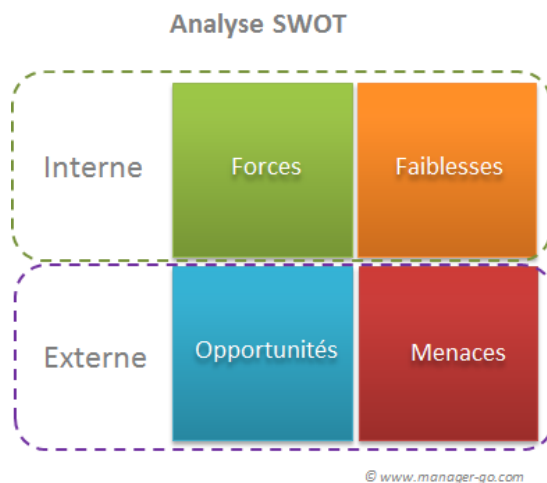 Analyse SWOT
Interne
Forces
Faiblesses
Externe
Opportunités
Menaces
© www.manager-go.com